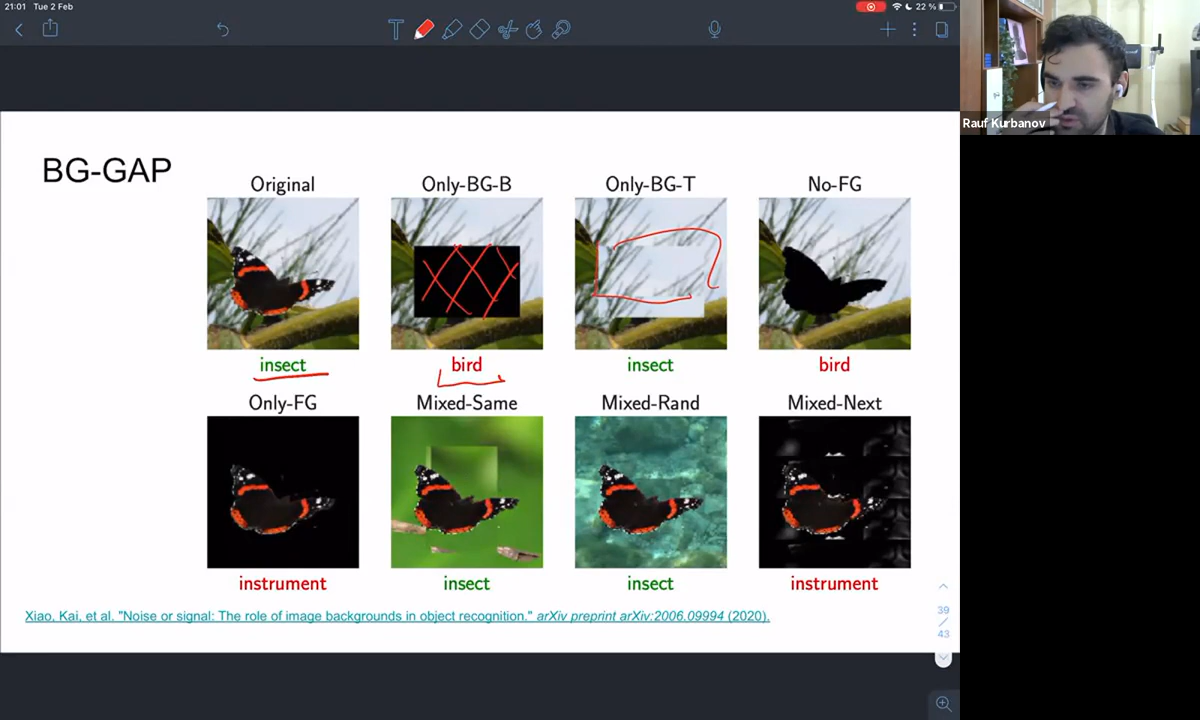 21:01 Tue 2 Feb
22 %
T
Rauf Kurbanov
BG-GAP
Original Only-BG-B Only-BG-T No-FG
insect bird insect bird
Only-FG Mixed-Same Mixed-Rand Mixed-Next
instrument insect insect instrument
Xiao, Kai, et al. "Noise or signal: The role of image backgrounds in object recognition." arXiv preprint arXiv:2006.09994 (2020).
39
/
43